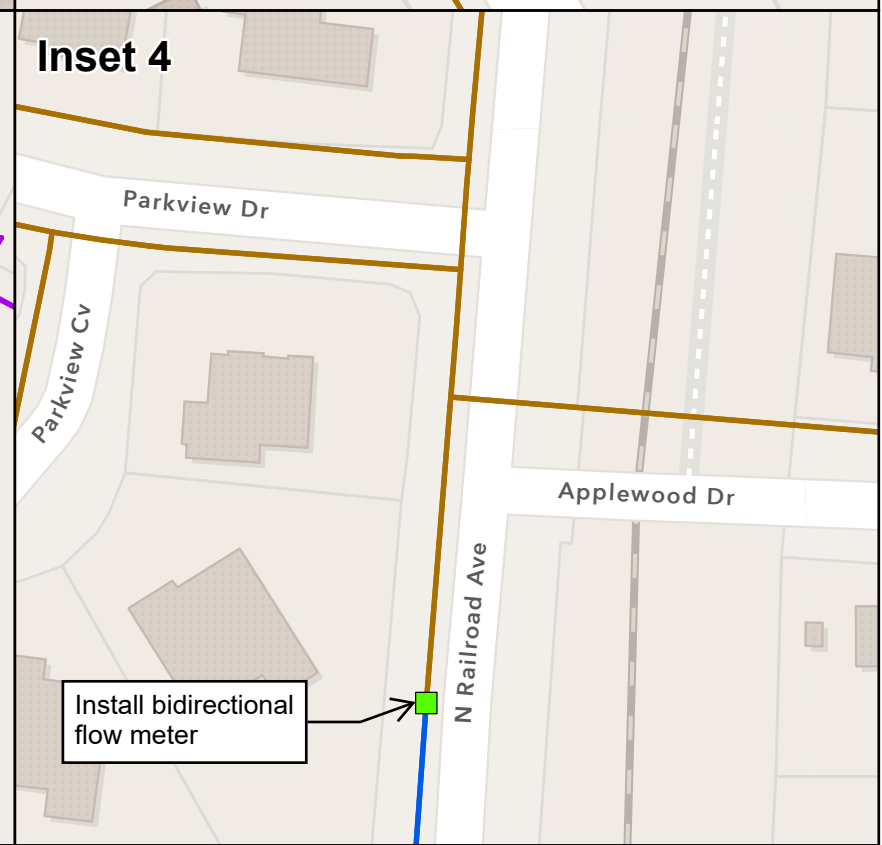 Inset 4
Parkview Dr
Parkview Cv
Applewood Dr
N Railroad Ave
Install bidirectional
flow meter